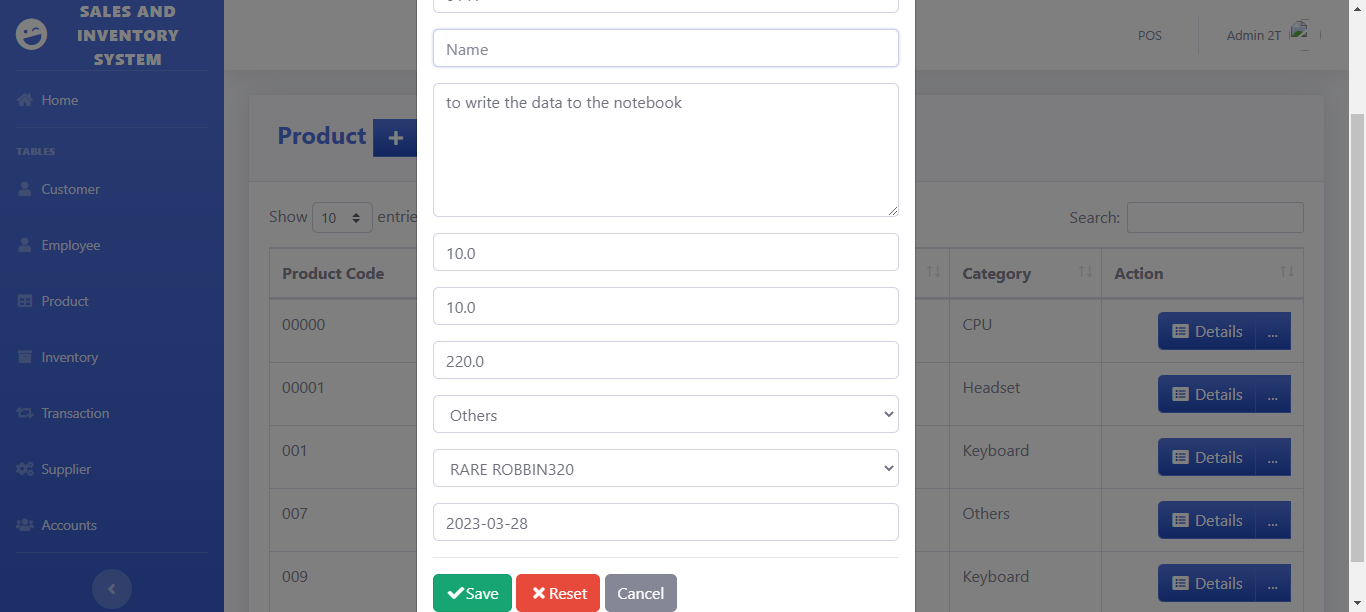 SALES AND
INVENTORY
SYSTEM
POS
Admin 2T
Home
TABLES
Customer
Employee
Product
Inventory
Transaction
Supplier
Accounts
Product
Show 10 entrie
Search:
Product Code
Category
Action
00000
CPU
Details
...
00001
Headset
Details
...
001
Keyboard
Details
...
007
Others
Details
...
009
Keyboard
Details
...
Name
to write the data to the notebook
10.0
10.0
220.0
Others
RARE ROBBIN320
2023-03-28
Save
Reset
Cancel